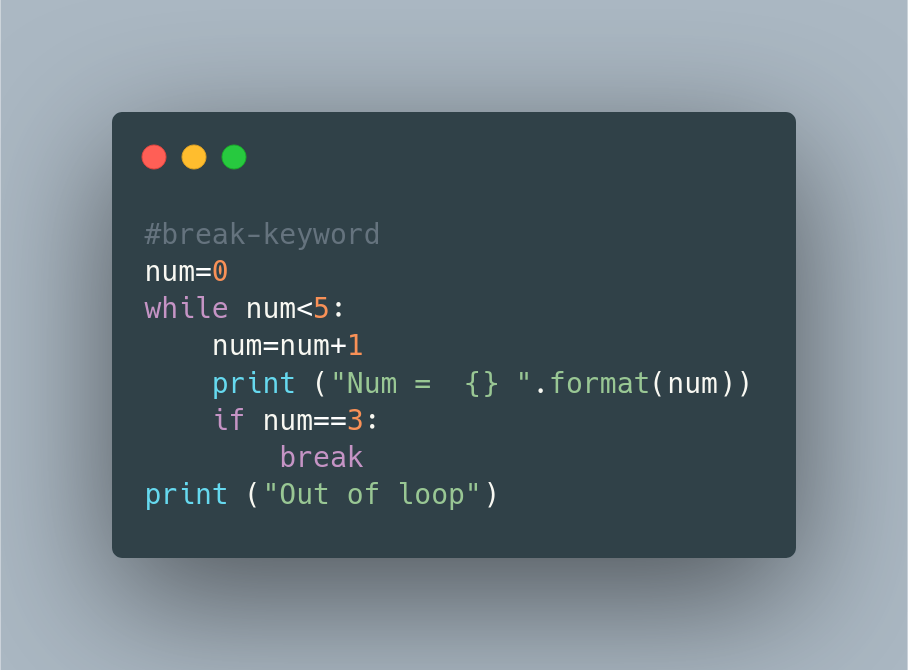 #break-keyword
num=0
while num<5:
    num=num+1
    print ("Num =  {} ".format(num))
    if num==3:
        break
print ("Out of loop")